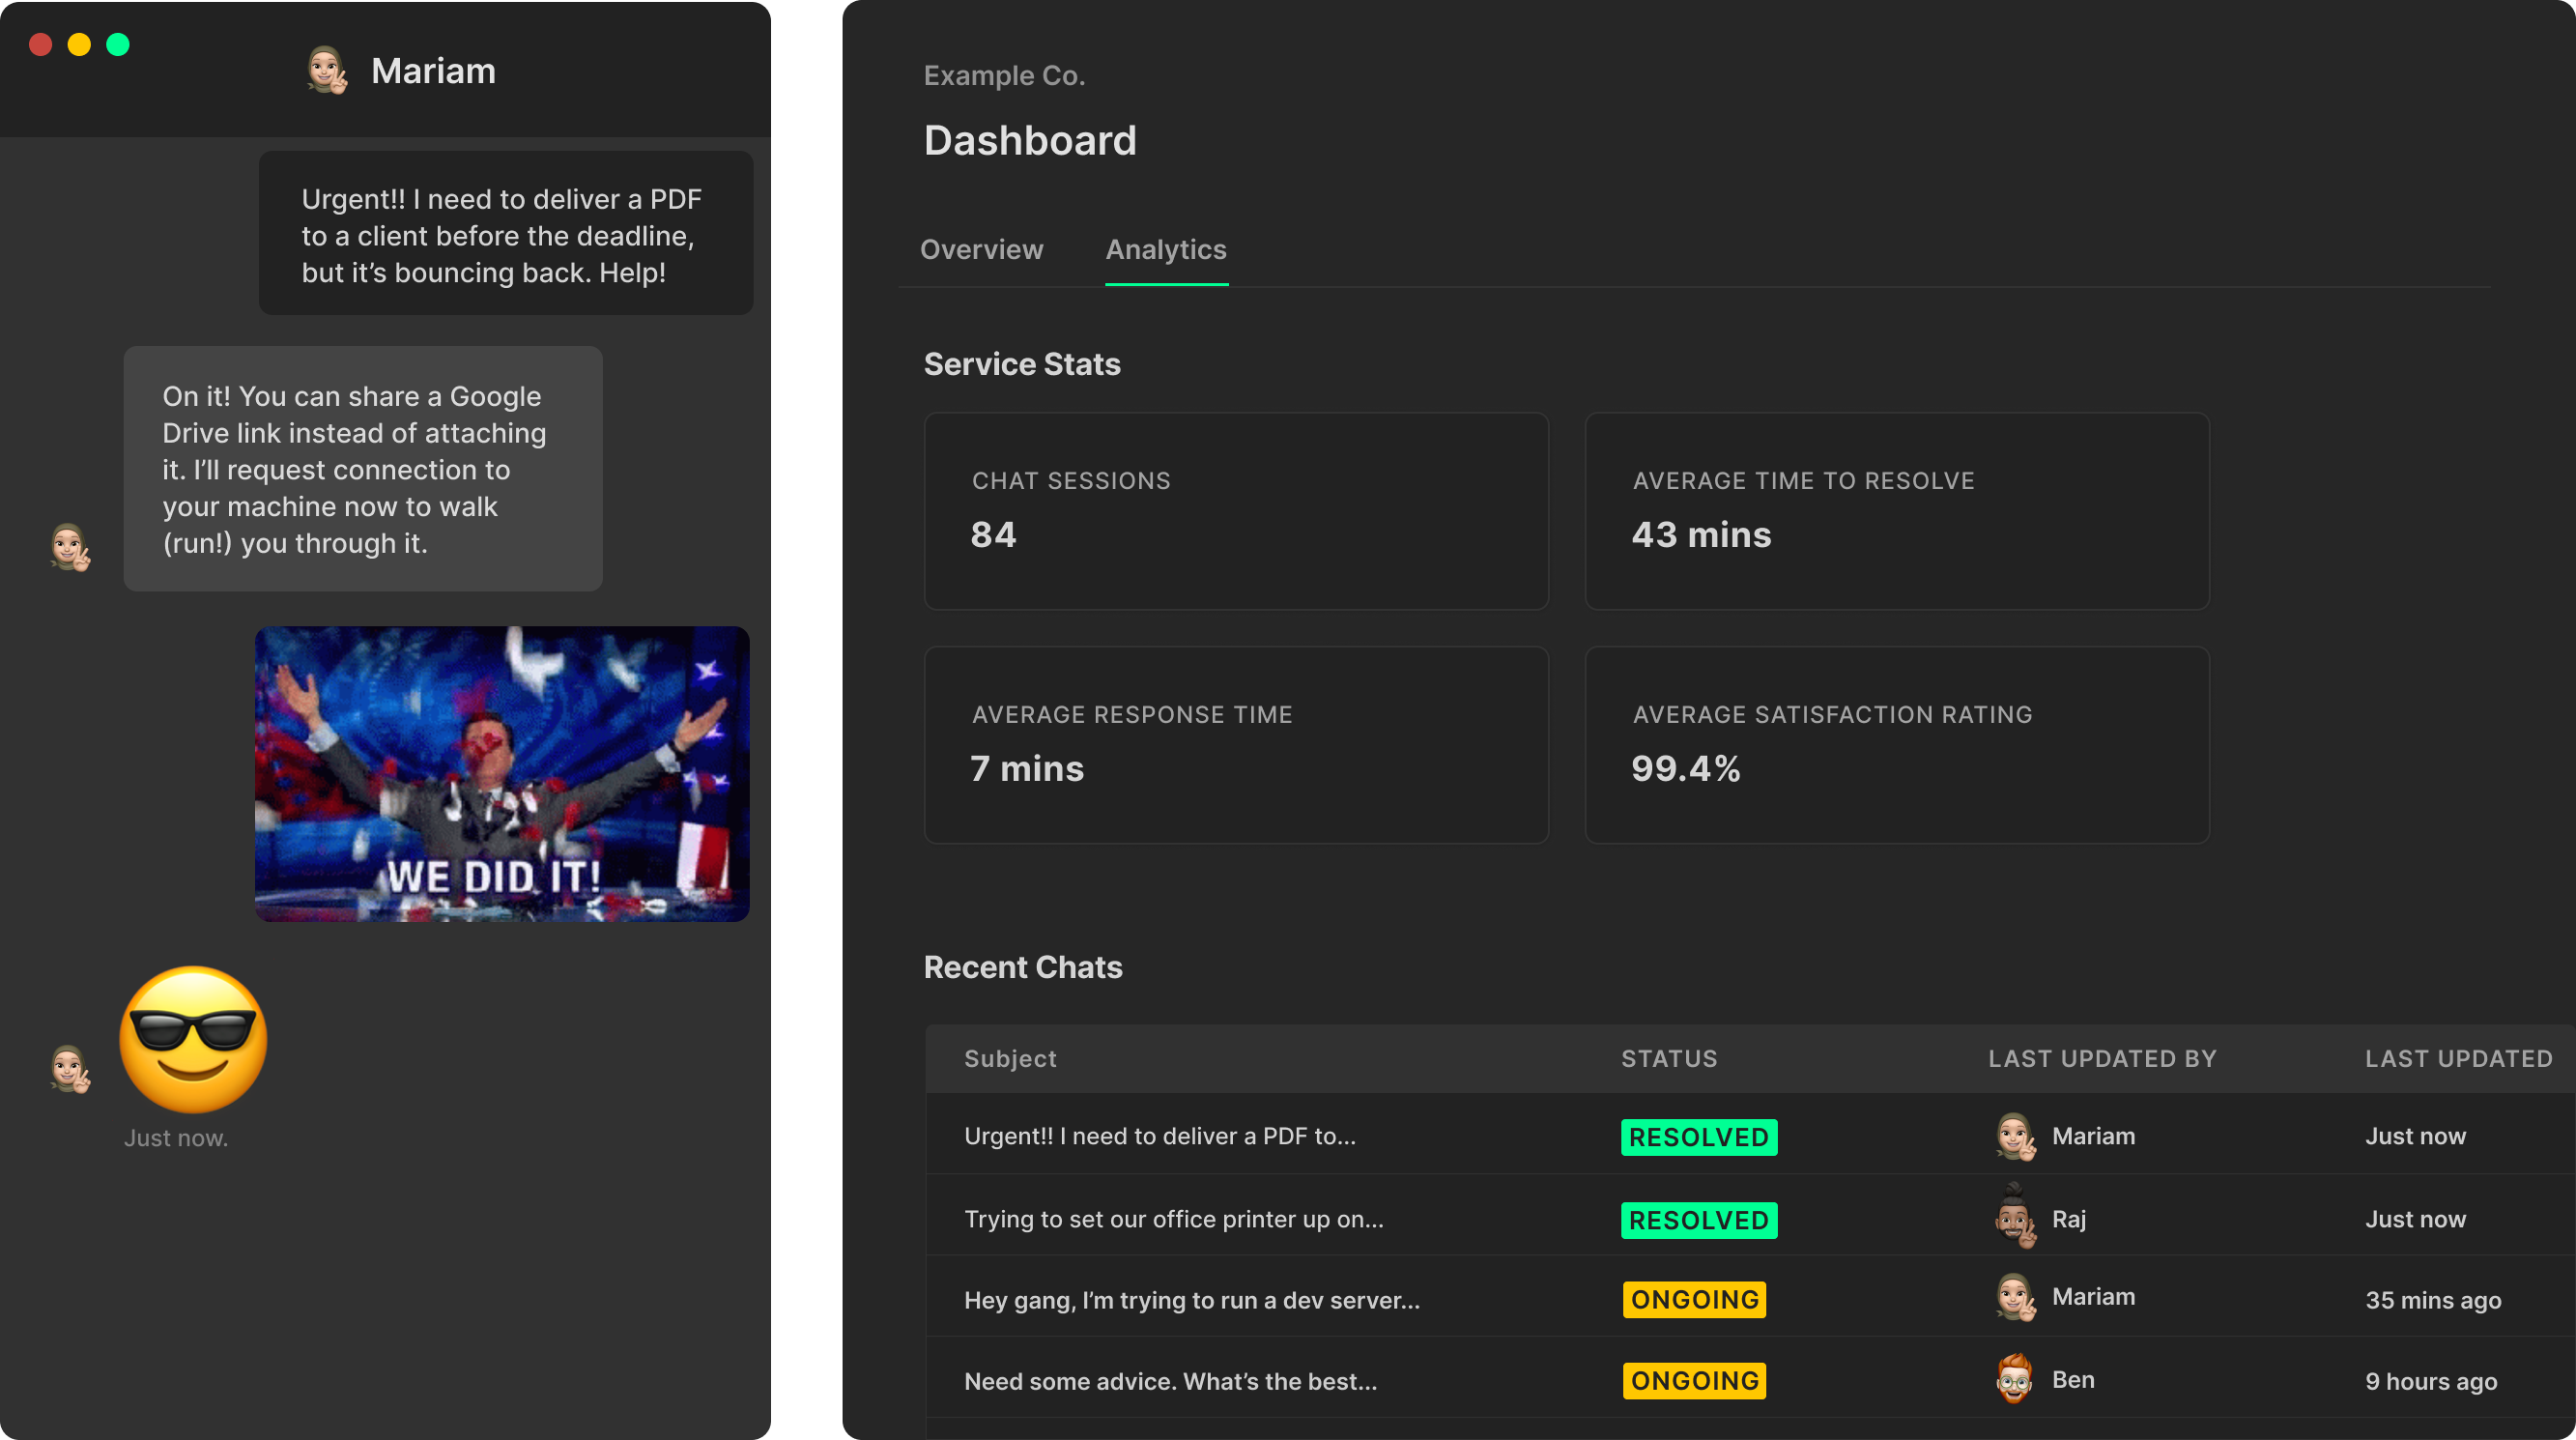 Mariam
Urgent!! I need to deliver a PDF
to a client before the deadline,
but it’s bouncing back. Help!
On it! You can share a Google
Drive link instead of attaching
it. I’ll request connection to
your machine now to walk
(run!) you through it.
WE DID IT!
Just now.
Example Co.
Dashboard
Overview Analytics
Service Stats
CHAT SESSIONS
84
AVERAGE TIME TO RESOLVE
43 mins
AVERAGE RESPONSE TIME
7 mins
AVERAGE SATISFACTION RATING
99.4%
Recent Chats
Subject STATUS LAST UPDATED BY LAST UPDATED
Urgent!! I need to deliver a PDF to... RESOLVED Mariam Just now
Trying to set our office printer up on... RESOLVED Raj Just now
Hey gang, I’m trying to run a dev server... ONGOING Mariam 35 mins ago
Need some advice. What’s the best... ONGOING Ben 9 hours ago